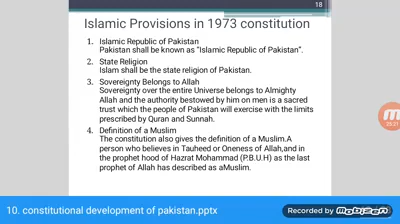 18
Islamic Provisions in 1973 constitution
1. Islamic Republic of Pakistan
Pakistan shall be known as “Islamic Republic of Pakistan”.
2. State Religion
Islam shall be the state religion of Pakistan.
3. Sovereignty Belongs to Allah
Sovereignty over the entire Universe belongs to Almighty
Allah and the authority bestowed by him on men is a sacred
trust which the people of Pakistan will exercise with the limits
prescribed by Quran and Sunnah.
4. Definition of a Muslim
The constitution also gives the definition of a Muslim.A
person who believes in Tauheed or Oneness of Allah,and in
the prophet hood of Hazrat Mohammad (P.B.U.H) as the last
prophet of Allah has described as aMuslim.
10. constitutional development of pakistan.pptx
Recorded by
Mobizen